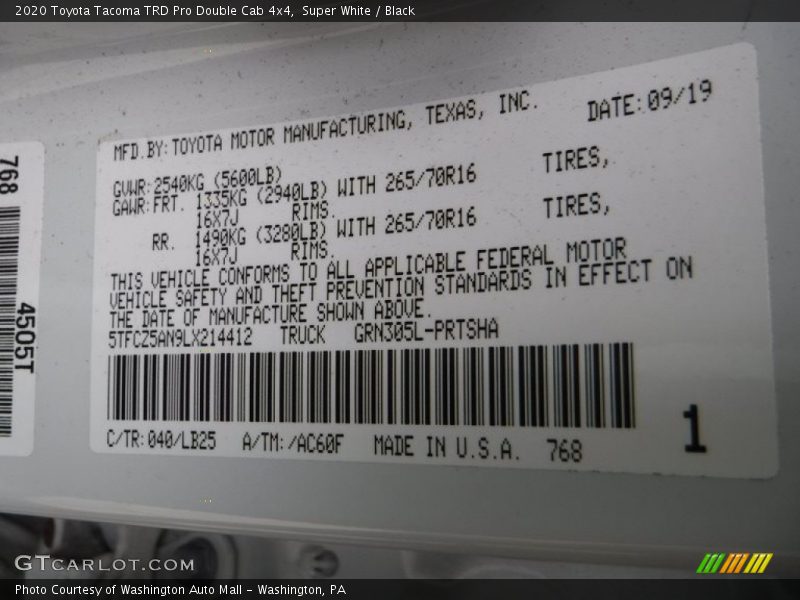 2020 Toyota Tacoma TRD Pro Double Cab 4x4, Super White / Black
MFD.BY:TOYOTA MOTOR MANUFACTURING, TEXAS, INC. DATE:09/19
GVWR:2540KG (5600LB)
GAWR:FRT. 1335KG (2940LB) WITH 265/70R16 TIRES,
16X7J RIMS.
RR. 1490KG (3280LB) WITH 265/70R16 TIRES,
16X7J RIMS.
THIS VEHICLE CONFORMS TO ALL APPLICABLE FEDERAL MOTOR
VEHICLE SAFETY AND THEFT PREVENTION STANDARDS IN EFFECT ON
THE DATE OF MANUFACTURE SHOWN ABOVE.
5TFCZ5AN9LX214412 TRUCK GRN305L-PRTSHA
C/TR:040/LB25 A/TM:/AC60F MADE IN U.S.A. 768
1
768
4505T
GTCARLOT.COM
Photo Courtesy of Washington Auto Mall - Washington, PA